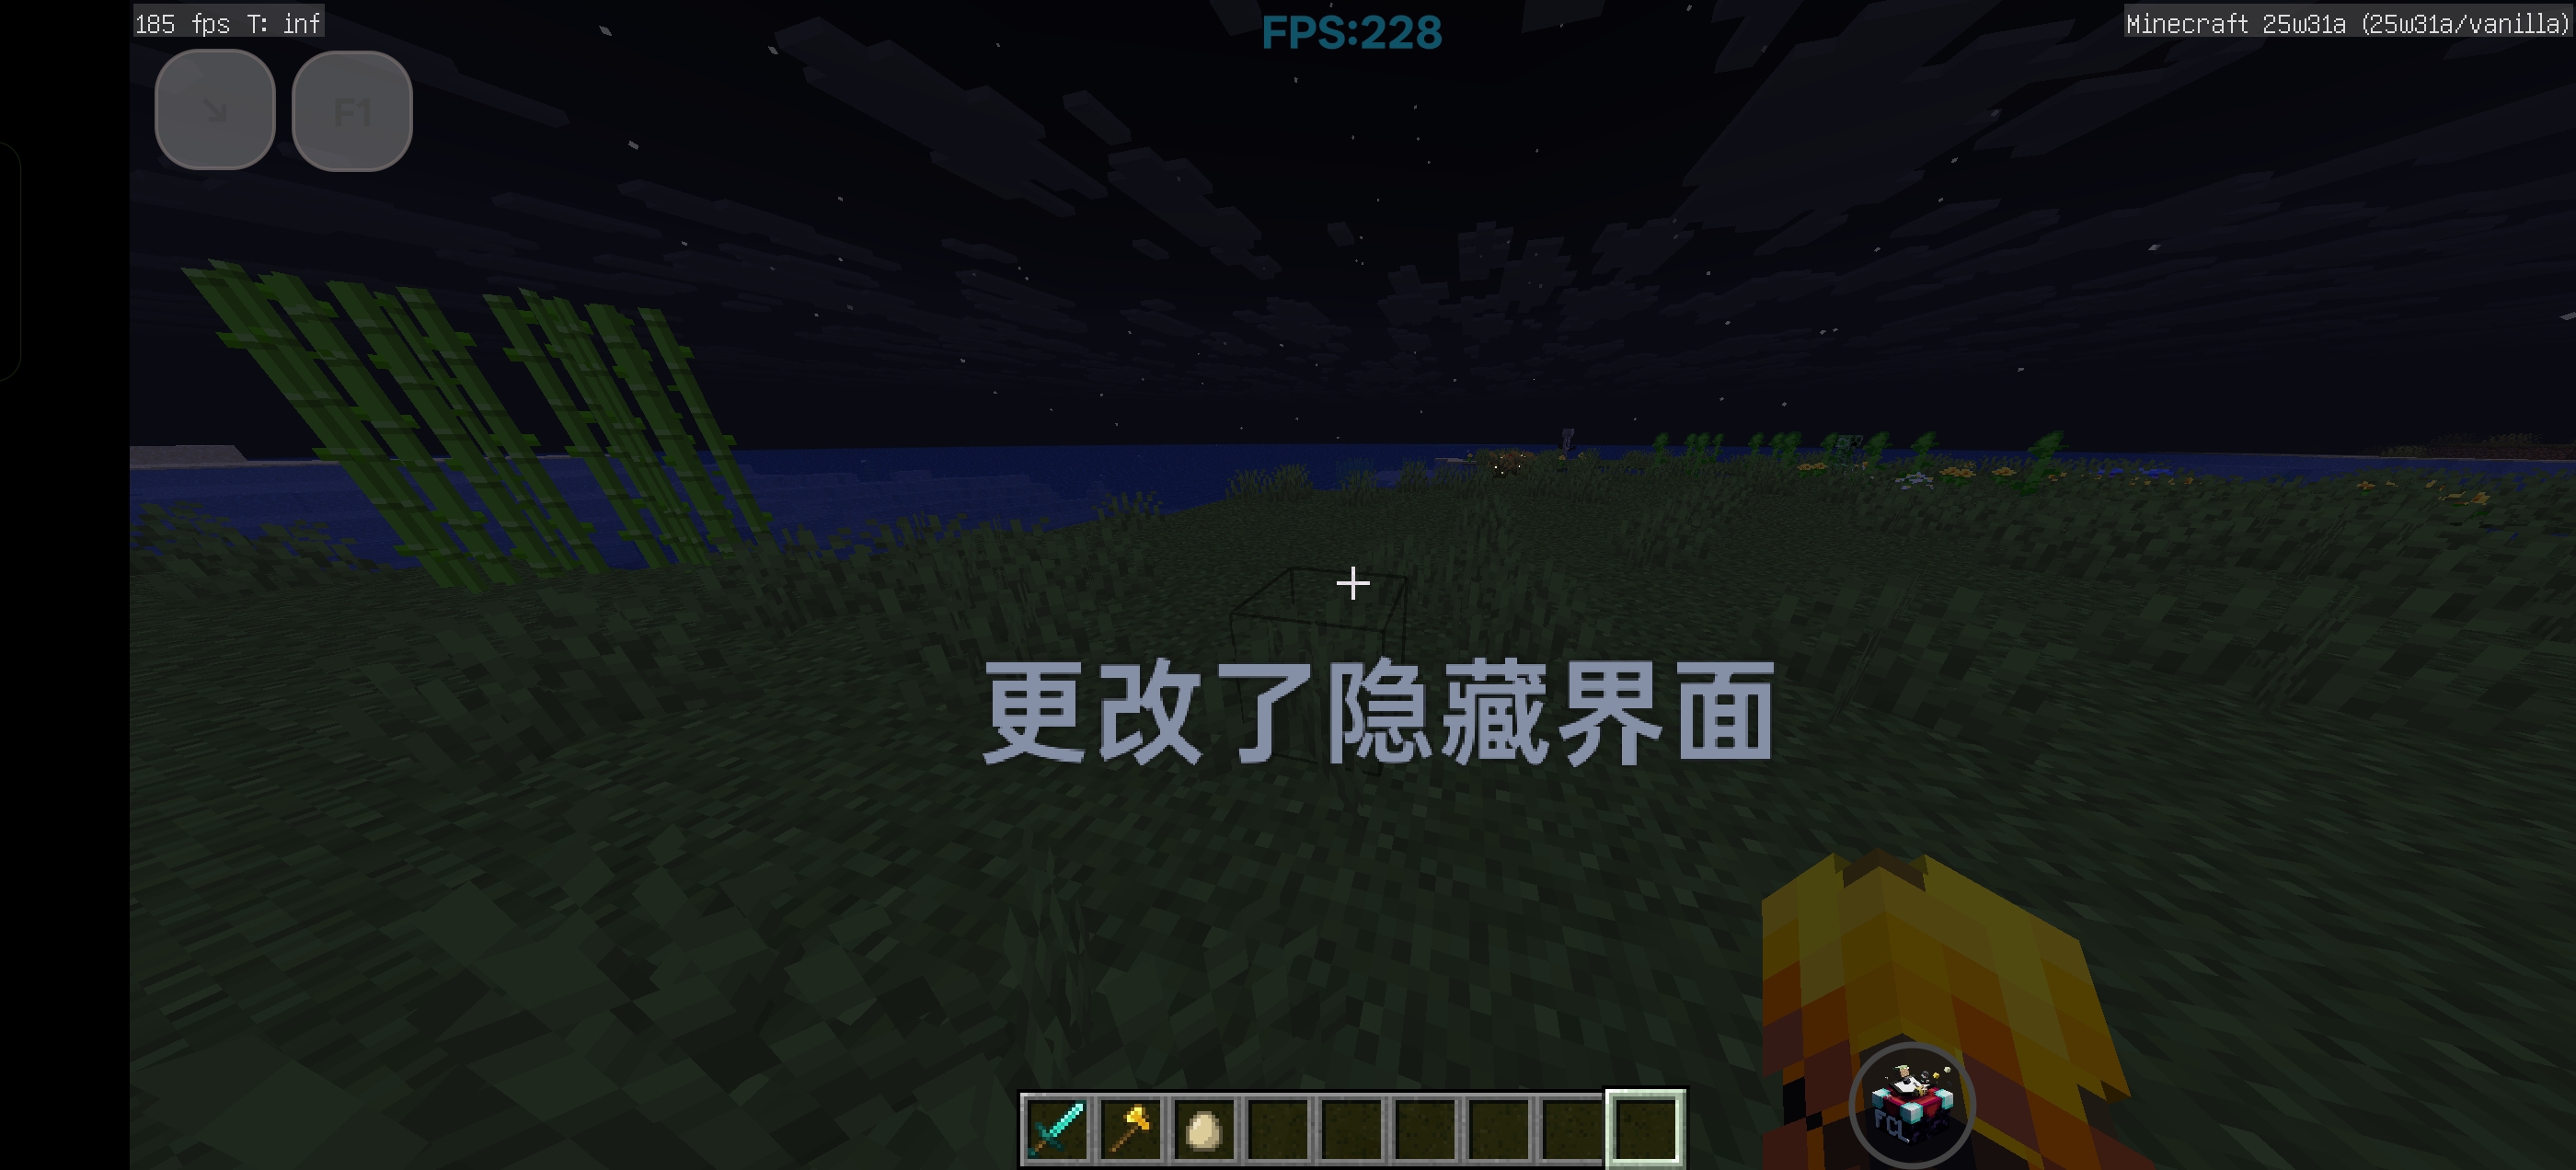 185 fps T: inf
FPS:228
Minecraft 25w31a (25w31a/vanilla)
F1
更改了隐藏界面
FCL